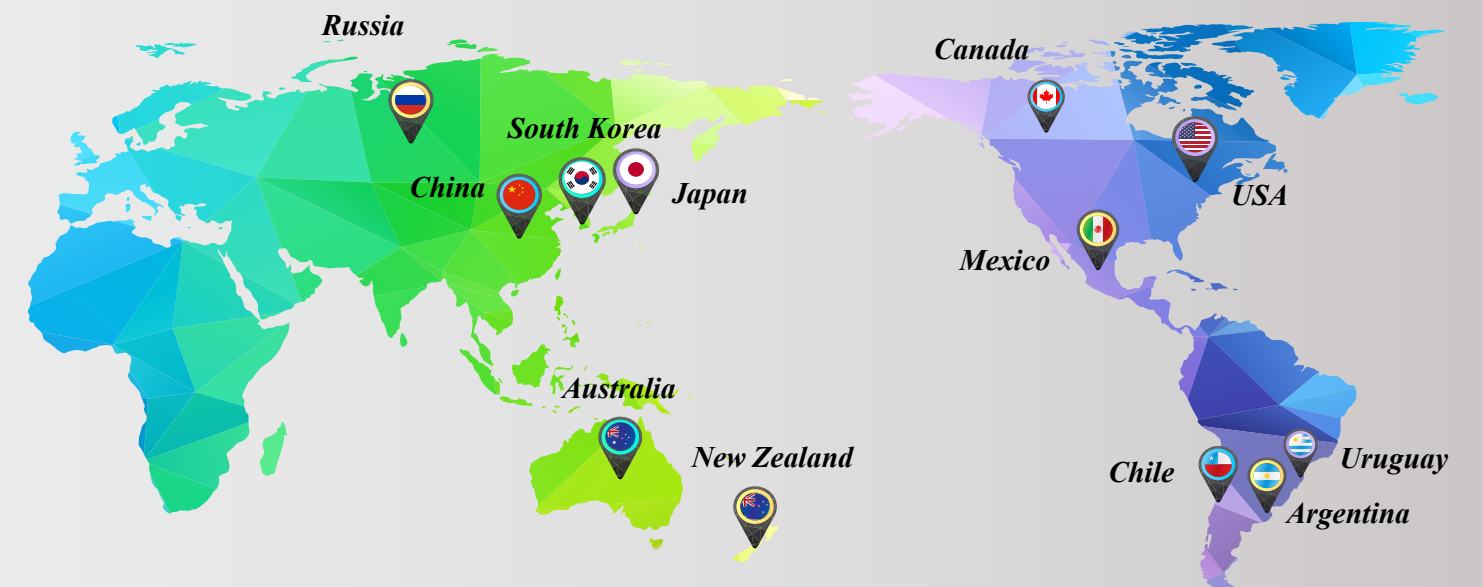 Russia
Canada
South Korea
China
Japan
USA
Mexico
Australia
New Zealand
Uruguay
Chile
Argentina